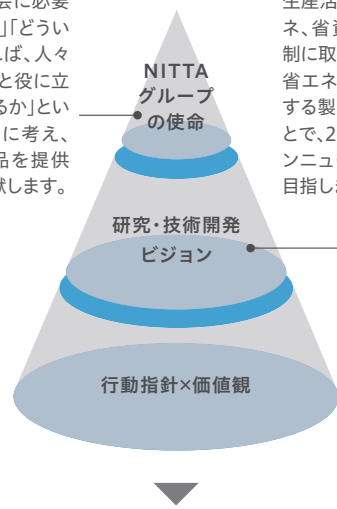 会に必要
」「どうい
れば、人々
と役に立
るか」とい
に考え、
品を提供
献します。
生産活
ネ、省資
制に取
省エネ
する製
とで、2
ンニュ
目指しま
NITTA
グループ
の使命
研究・技術開発
ビジョン
行動指針×価値観